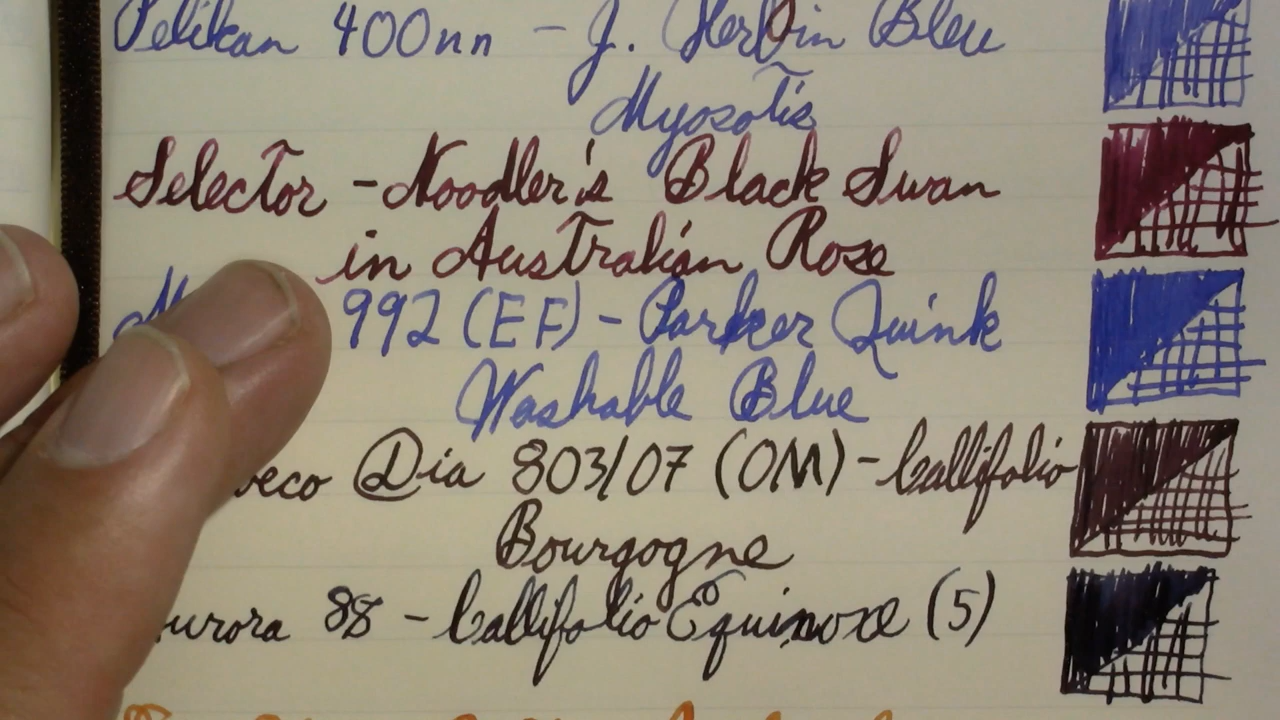 Pelikan 400nn - J. Herbin Bleu
Myosotis
Selector - Noodler's Black Swan
in Australian Rose
992 (EF) - Parker Quink
Washable Blue
Dia 803/07 (OM) - Callifolio
Bourgogne
88 - Callifolio Equinoxe (5)